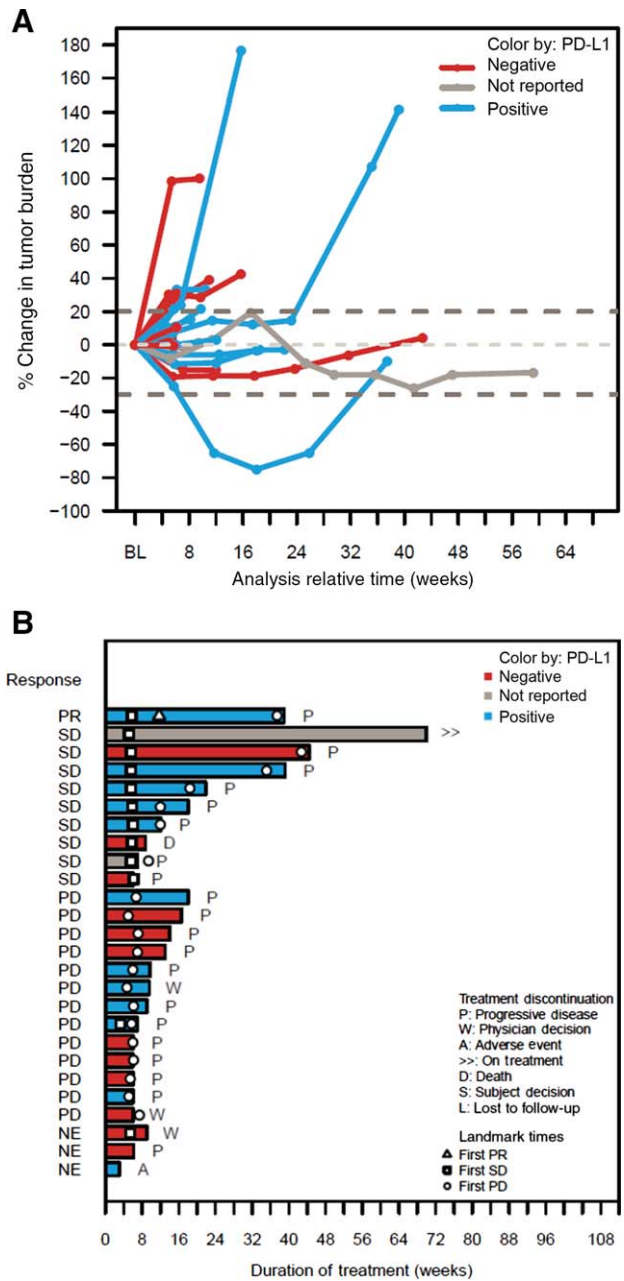 A
Color by: PD-L1
Negative
Not reported
Positive
% Change in tumor burden
180
160
140
120
100
80
60
40
20
0
−20
−40
−60
−80
−100
BL 8 16 24 32 40 48 56 64
Analysis relative time (weeks)
B
Color by: PD-L1
Negative
Not reported
Positive
Response
PR P
SD >>
SD P
SD P
SD P
SD P
SD P
SD D
SD P
SD P
PD P
PD P
PD P
PD P
PD P
PD W
PD P
PD P
PD P
PD P
PD P
PD P
PD W
NE W
NE P
NE A
Treatment discontinuation
P: Progressive disease
W: Physician decision
A: Adverse event
>>: On treatment
D: Death
S: Subject decision
L: Lost to follow-up
Landmark times
First PR
First SD
First PD
0 8 16 24 32 40 48 56 64 72 80 88 96 108
Duration of treatment (weeks)